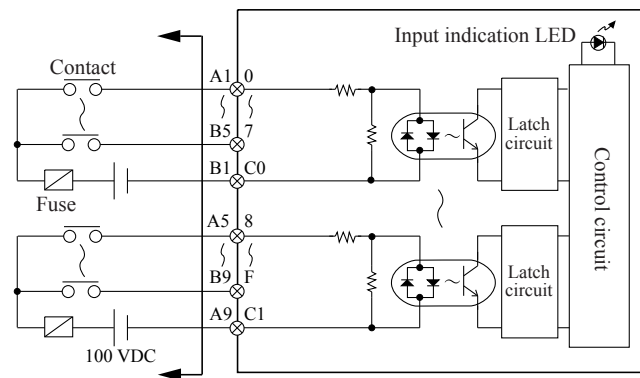 Input indication LED
Contact
A1 0
B5 7
Latch
circuit
B1 C0
Fuse
Control circuit
A5 8
B9 F
Latch
circuit
A9 C1
100 VDC